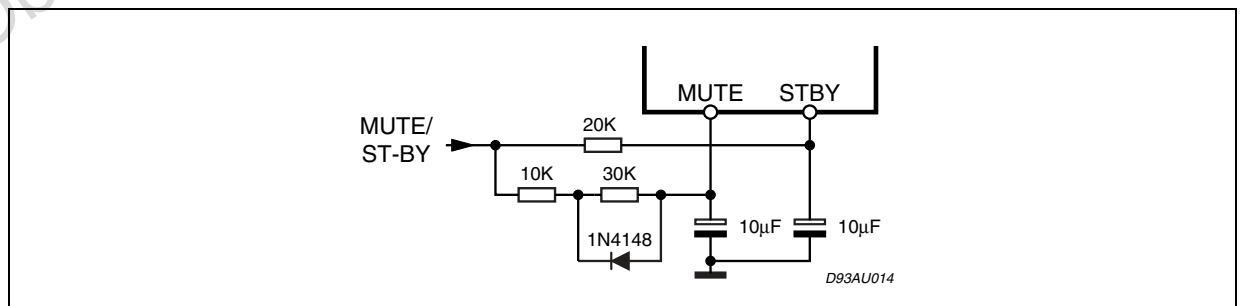 MUTE STBY
MUTE/
ST-BY
20K
10K 30K
1N4148
10µF 10µF
D93AU014